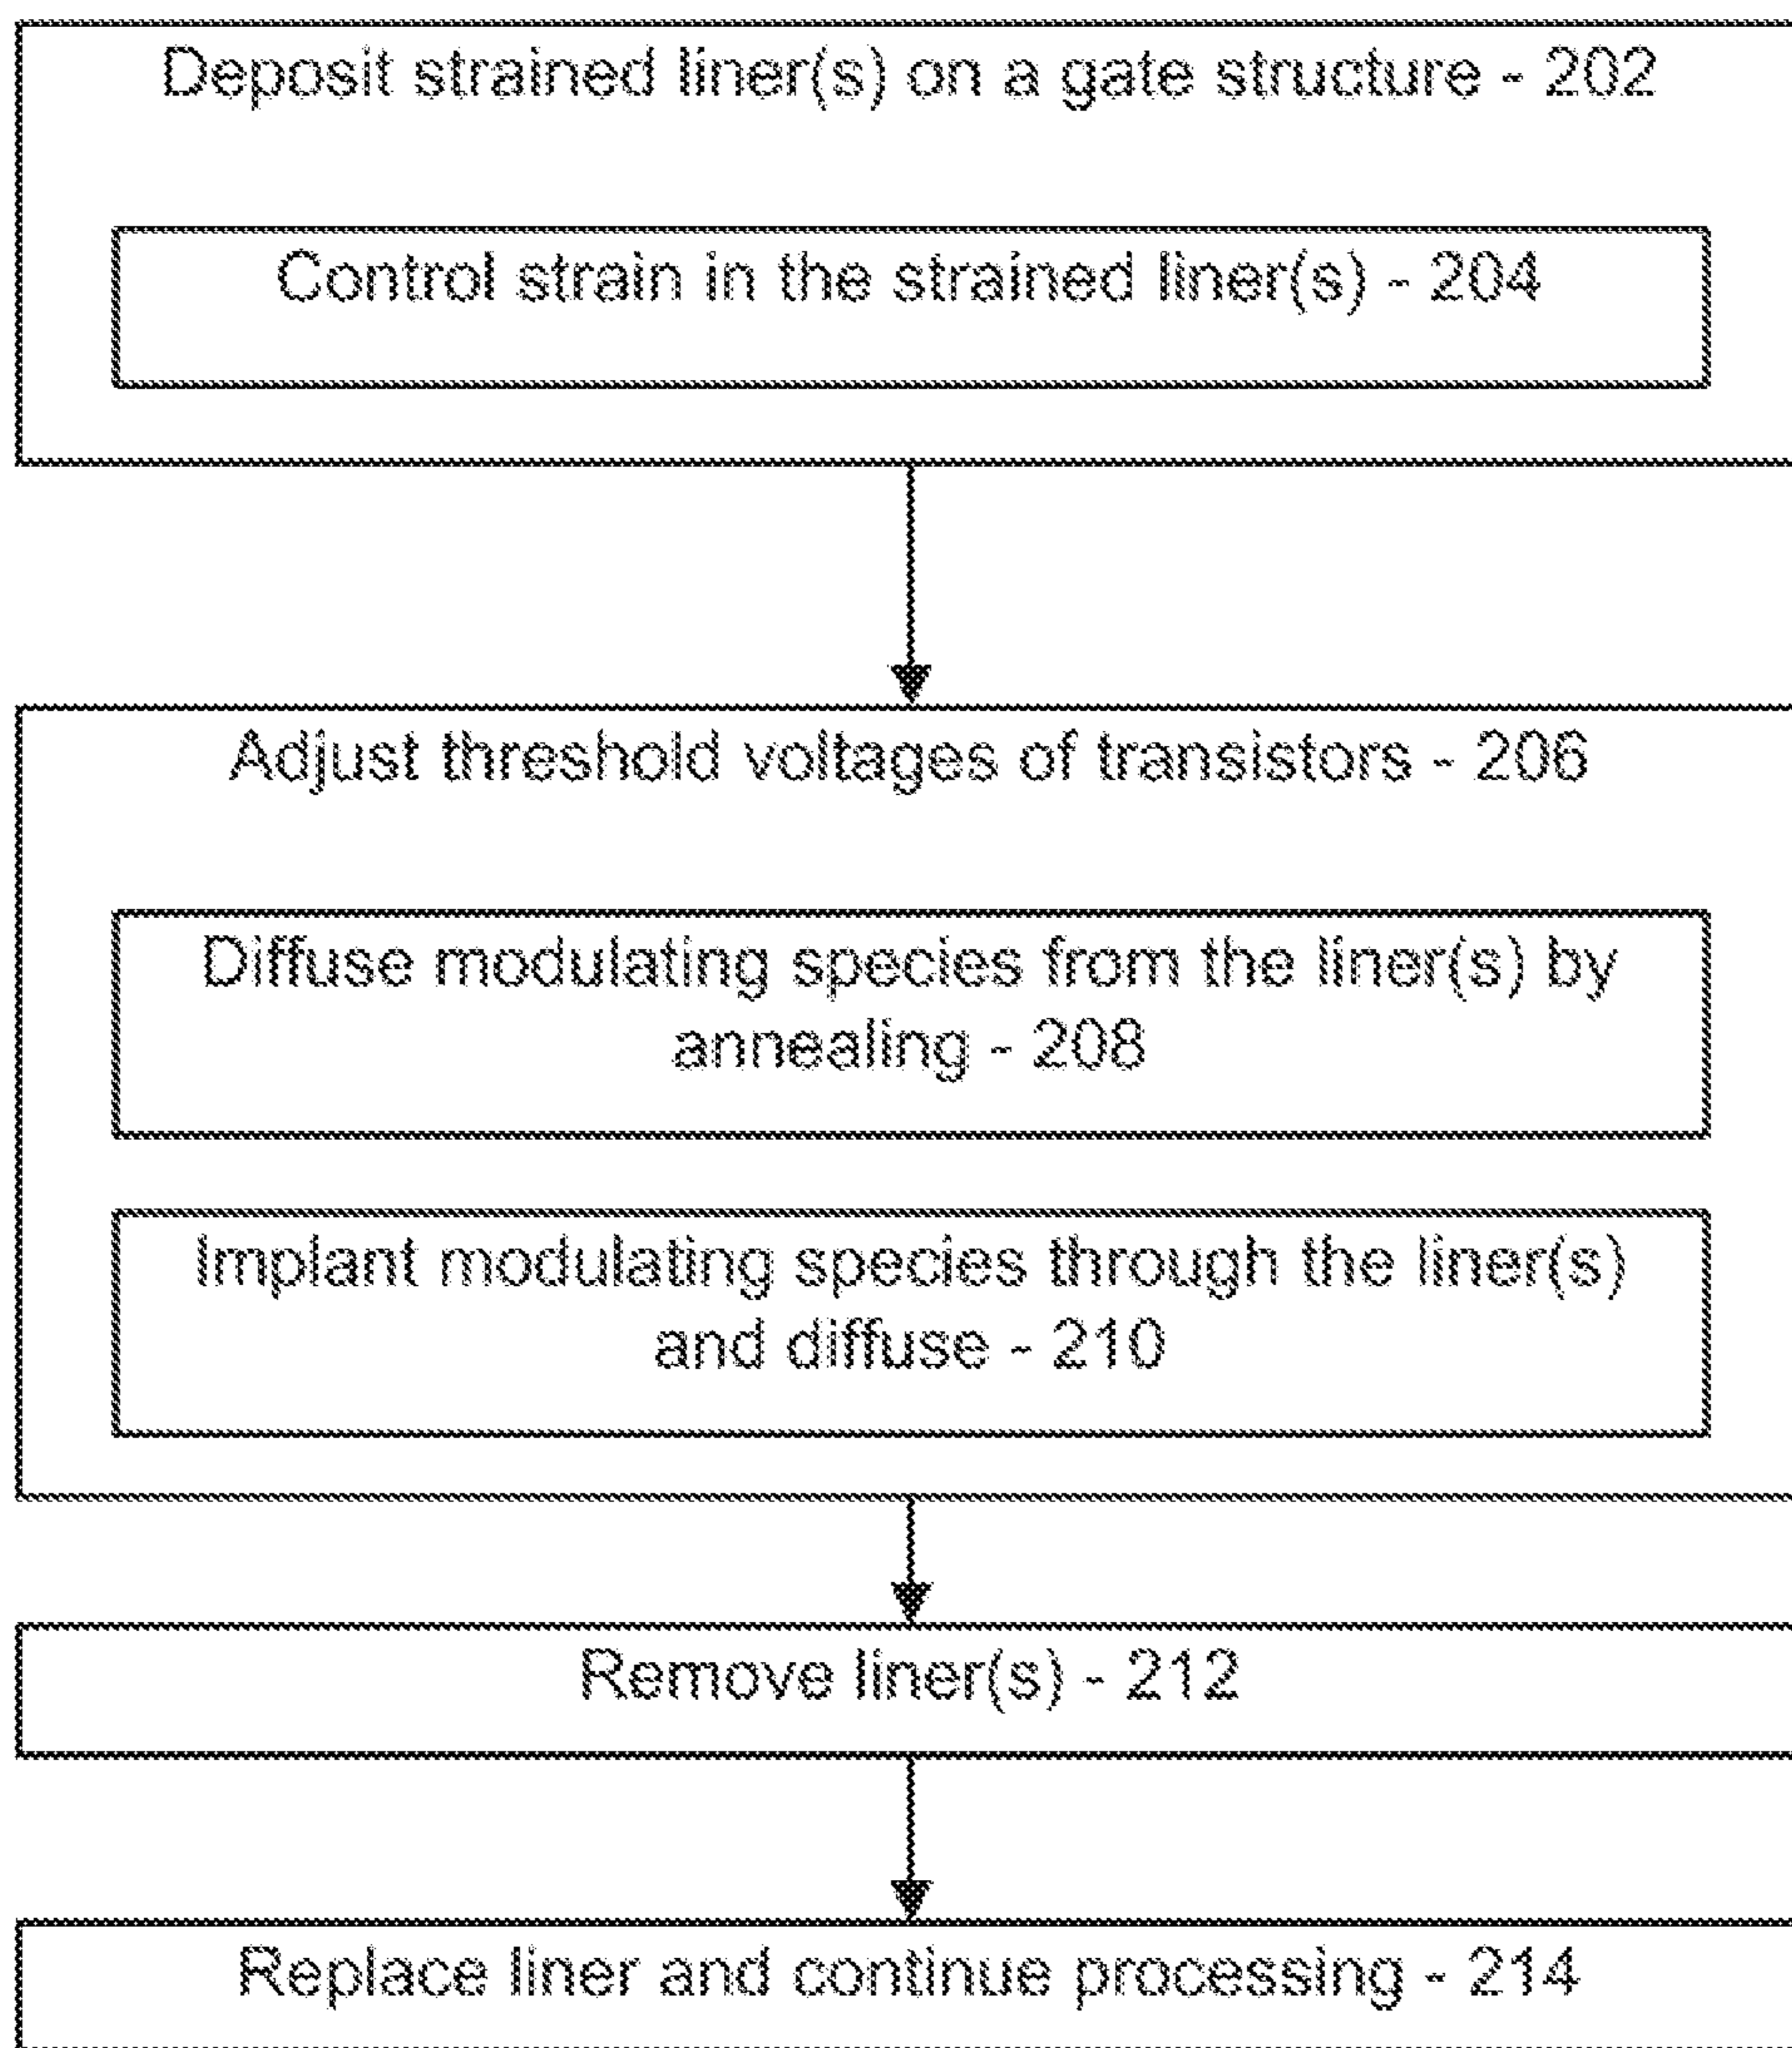 Deposit strained liner(s) on a gate structure - 202
Control strain in the strained liner(s) - 204
Adjust threshold voltages of transistors - 206
Diffuse modulating species from the liner(s) by
annealing - 208
Implant modulating species through the liner(s)
and diffuse - 210
Remove liner(s) - 212
Replace liner and continue processing - 214